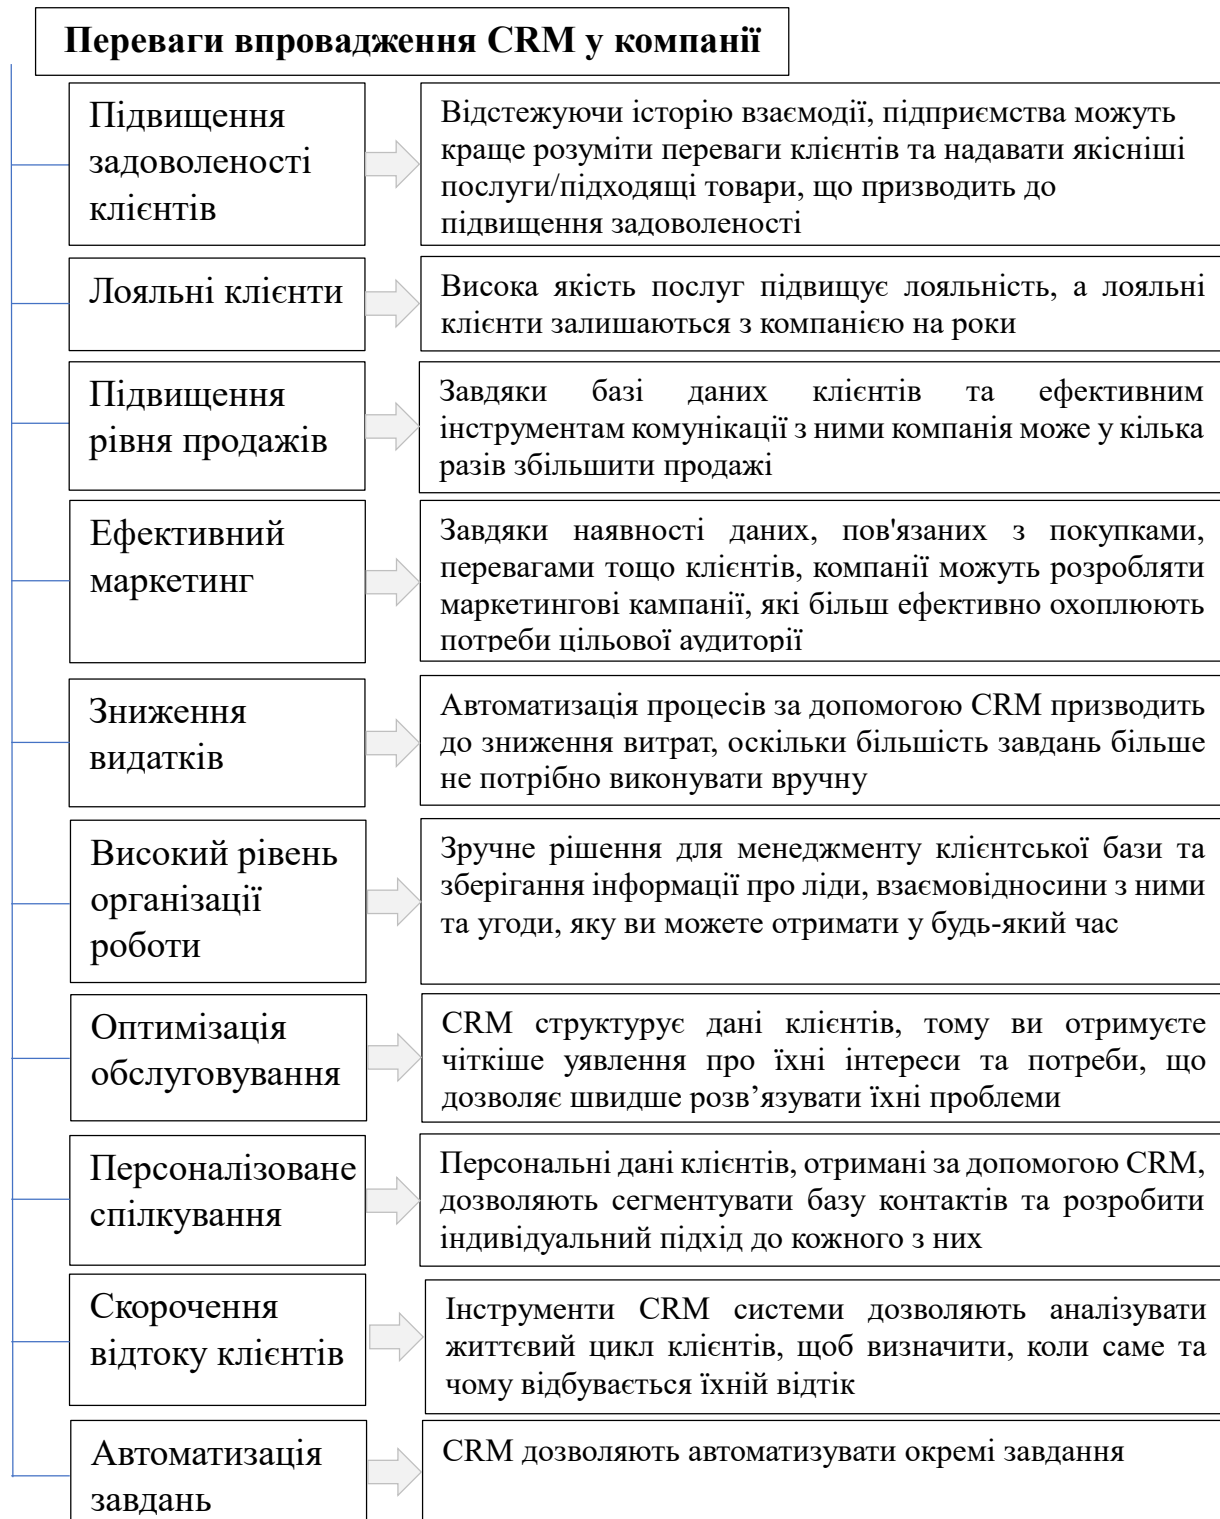 Переваги впровадження CRM у компанії
Підвищення
задоволеності
клієнтів
Відстежуючи історію взаємодії, підприємства можуть
краще розуміти переваги клієнтів та надавати якісніші
послуги/підходящі товари, що призводить до
підвищення задоволеності
Лояльні клієнти
Висока якість послуг підвищує лояльність, а лояльні
клієнти залишаються з компанією на роки
Підвищення
рівня продажів
Завдяки базі даних клієнтів та ефективним
інструментам комунікації з ними компанія може у кілька
разів збільшити продажі
Ефективний
маркетинг
Завдяки наявності даних, пов'язаних з покупками,
перевагами тощо клієнтів, компанії можуть розробляти
маркетингові кампанії, які більш ефективно охоплюють
потреби цільової аудиторії
Зниження
видатків
Автоматизація процесів за допомогою CRM призводить
до зниження витрат, оскільки більшість завдань більше
не потрібно виконувати вручну
Високий рівень
організації
роботи
Зручне рішення для менеджменту клієнтської бази та
зберігання інформації про ліди, взаємовідносини з ними
та угоди, яку ви можете отримати у будь-який час
Оптимізація
обслуговування
CRM структурує дані клієнтів, тому ви отримуєте
чіткіше уявлення про їхні інтереси та потреби, що
дозволяє швидше розв’язувати їхні проблеми
Персоналізоване
спілкування
Персональні дані клієнтів, отримані за допомогою CRM,
дозволяють сегментувати базу контактів та розробити
індивідуальний підхід до кожного з них
Скорочення
відтоку клієнтів
Інструменти CRM системи дозволяють аналізувати
життєвий цикл клієнтів, щоб визначити, коли саме та
чому відбувається їхній відтік
Автоматизація
завдань
CRM дозволяють автоматизувати окремі завдання